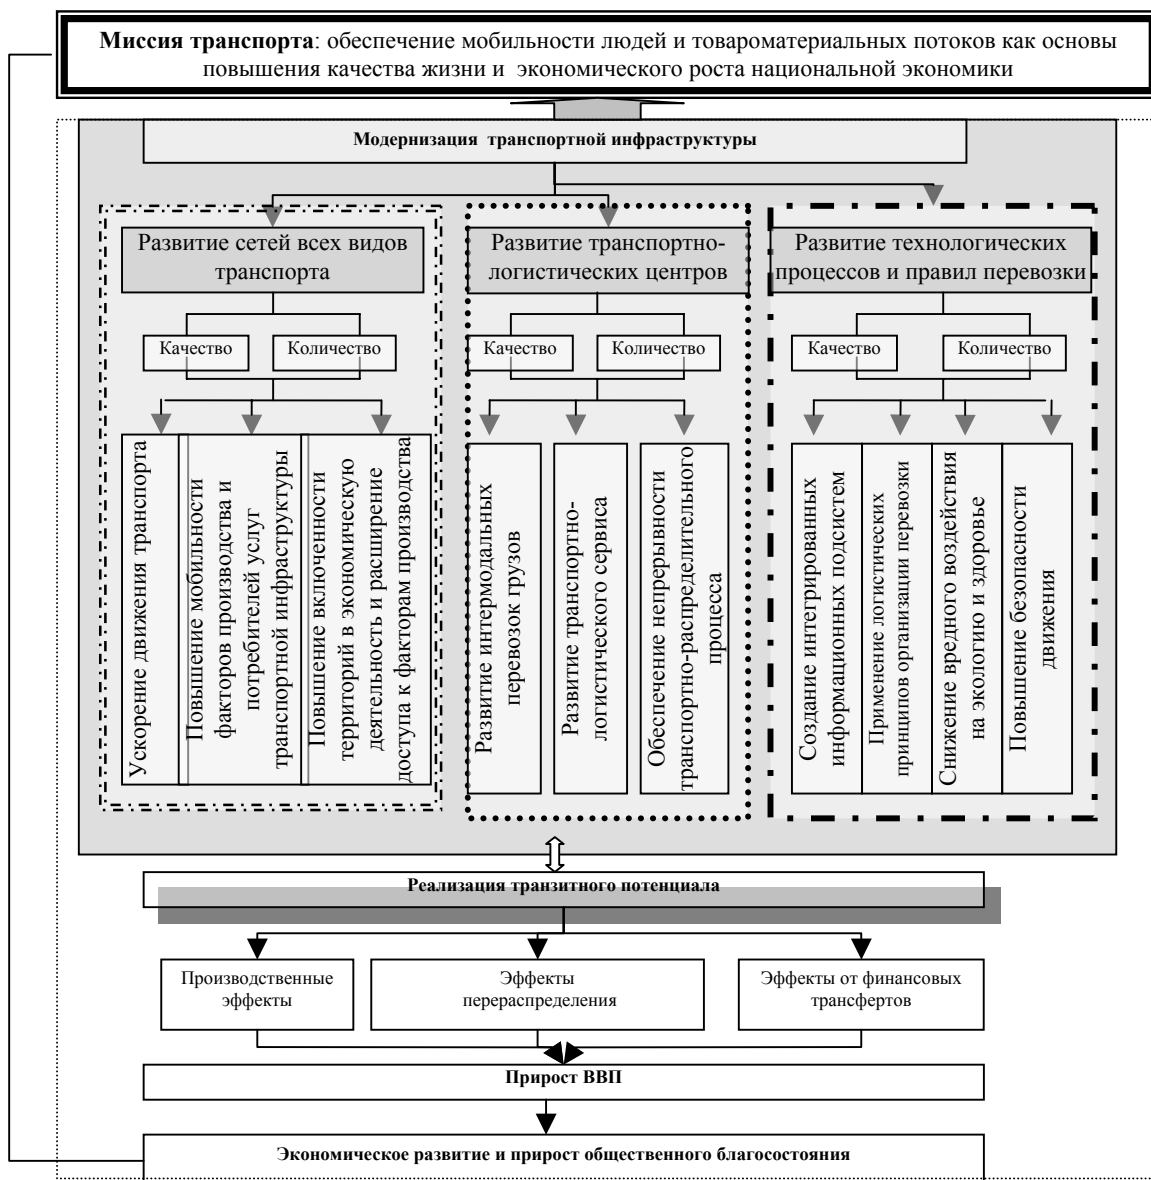 Миссия транспорта: обеспечение мобильности людей и товароматериальных потоков как основы
повышения качества жизни и экономического роста национальной экономики
Модернизация транспортной инфраструктуры
Развитие сетей всех видов
транспорта
Развитие транспортно-
логистических центров
Развитие технологических
процессов и правил перевозки
Качество
Количество
Качество
Количество
Качество
Количество
Ускорение движения транспорта
Повышение мобильности
факторов производства и
потребителей услуг
транспортной инфраструктуры
Повышение включенности
территорий в экономическую
деятельность и расширение
доступа к факторам производства
Развитие интермодальных
перевозок грузов
Развитие транспортно-
логистического сервиса
Обеспечение непрерывности
транспортно-распределительного
процесса
Создание интегрированных
информационных подсистем
Применение логистических
принципов организации перевозки
Снижение вредного воздействия
на экологию и здоровье
Повышение безопасности
движения
Реализация транзитного потенциала
Производственные
эффекты
Эффекты
перераспределения
Эффекты от финансовых
трансфертов
Прирост ВВП
Экономическое развитие и прирост общественного благосостояния